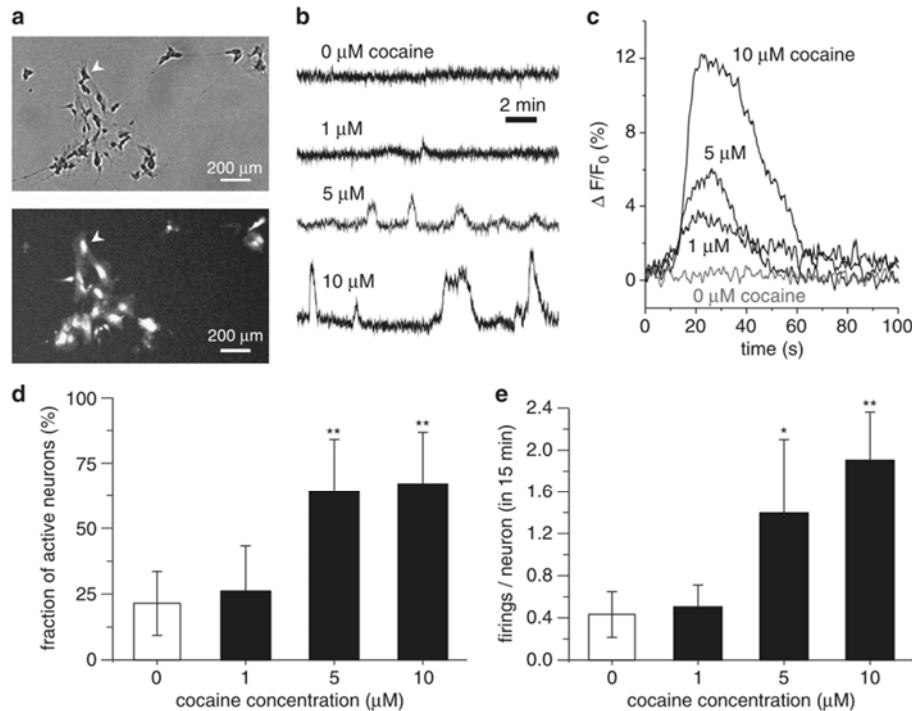 a
200 μm
200 μm
b
0 μM cocaine
2 min
1 μM
5 μM
10 μM
c
Δ F/F0 (%)
12
8
4
0
10 μM cocaine
5 μM
1 μM
0 μM cocaine
0 20 40 60 80 100
time (s)
d
fraction of active neurons (%)
100
75
50
25
0
** **
0 1 5 10
cocaine concentration (μM)
e
firings / neuron (in 15 min)
2.4
2.0
1.6
1.2
0.8
0.4
0.0
* **
0 1 5 10
cocaine concentration (μM)